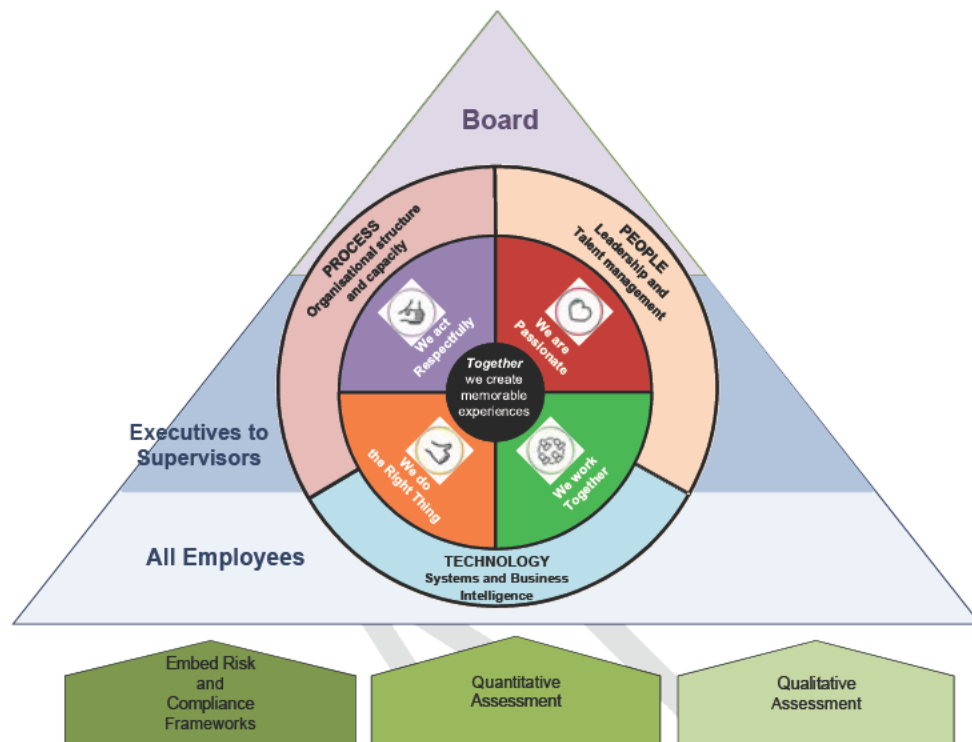 Board
PROCESS
Organisational structure
and capacity
PEOPLE
Leadership and
Talent management
We act
Respectfully
We are
Passionate
Together
we create
memorable
experiences
Executives to
Supervisors
We do
the Right Thing
We work
Together
All Employees
TECHNOLOGY
Systems and Business
Intelligence
Embed Risk
and
Compliance
Frameworks
Quantitative
Assessment
Qualitative
Assessment